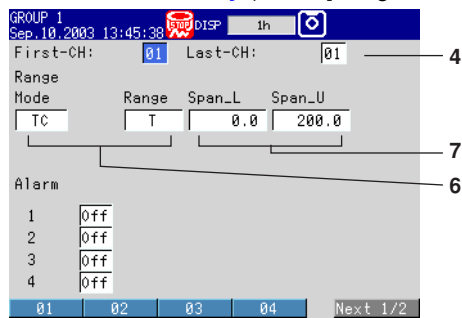 GROUP 1
Sep.10.2003 13:45:38 STOP DISP 1h
First-CH: 01 Last-CH: 01 4
Range
Mode Range Span_L Span_U
TC T 0.0 200.0
7
6
Alarm
1 Off
2 Off
3 Off
4 Off
01 02 03 04 Next 1/2